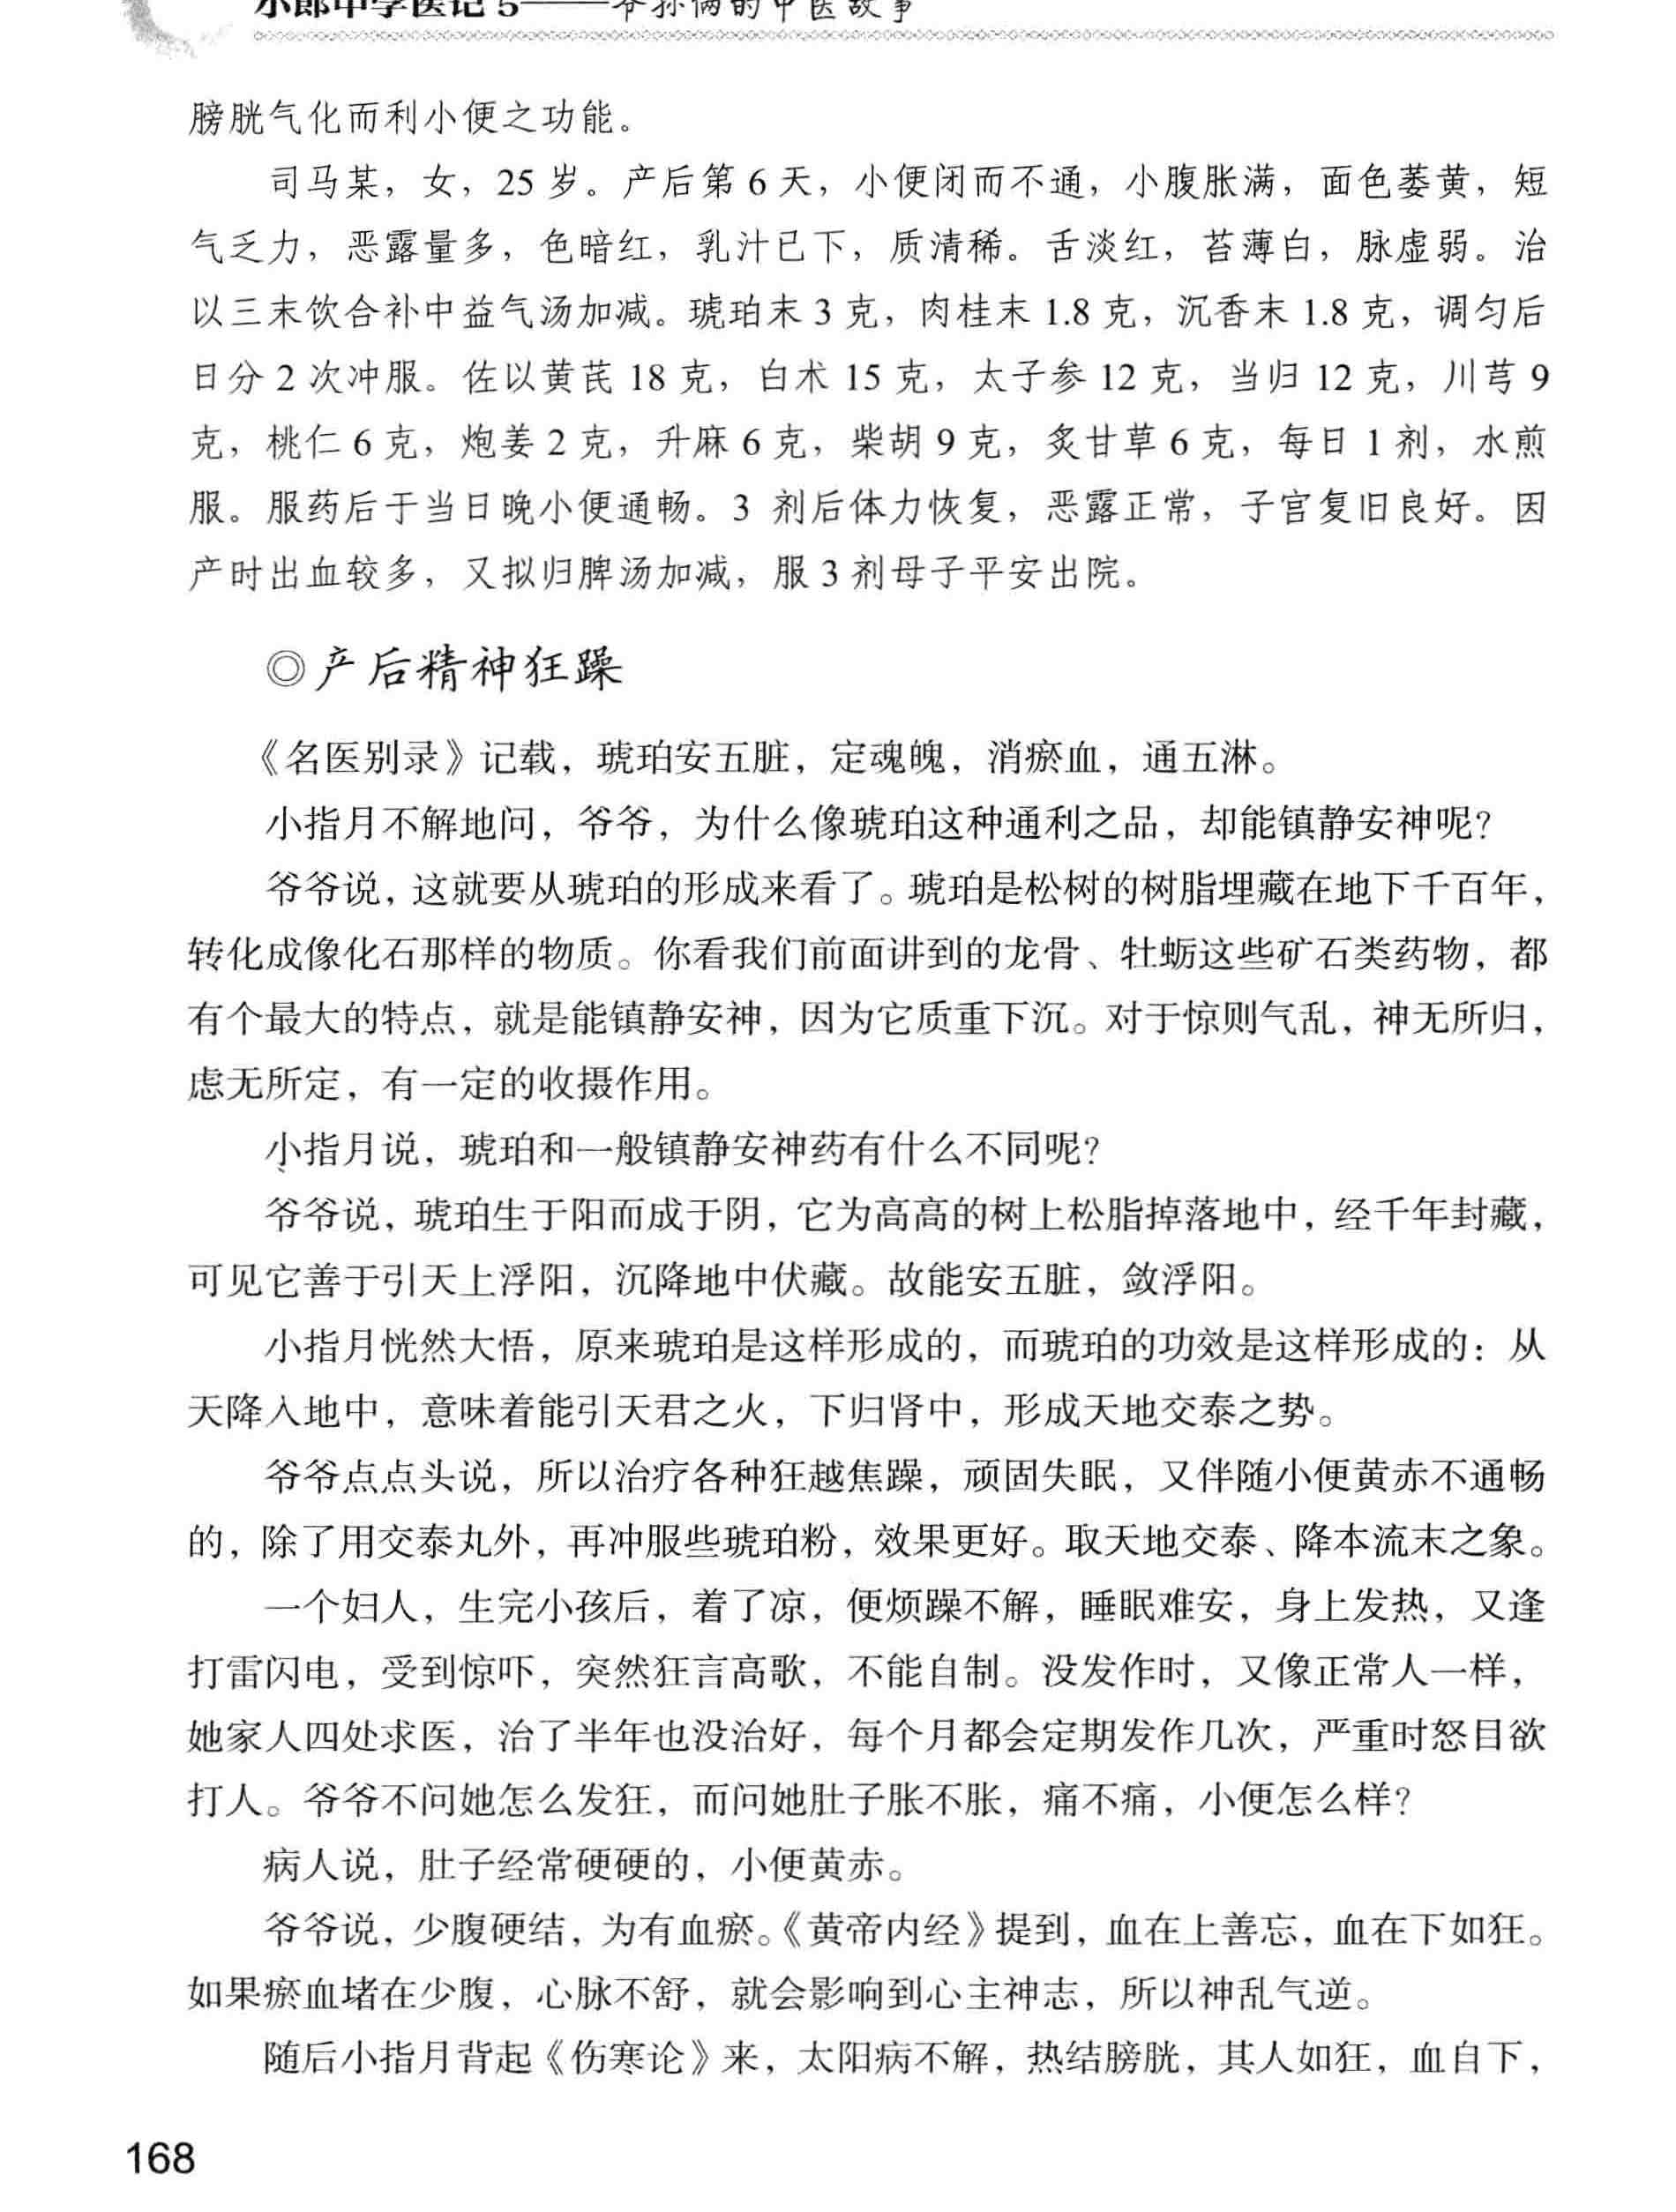 小郎中学医记5——爷孙俩的中医故事
膀胱气化而利小便之功能。
司马某，女，25 岁。产后第 6 天，小便闭而不通，小腹胀满，面色萎黄，短
气乏力，恶露量多，色暗红，乳汁已下，质清稀。舌淡红，苔薄白，脉虚弱。治
以三末饮合补中益气汤加减。琥珀末 3 克，肉桂末 1.8 克，沉香末 1.8 克，调匀后
日分 2 次冲服。佐以黄芪 18 克，白术 15 克，太子参 12 克，当归 12 克，川芎 9
克，桃仁 6 克，炮姜 2 克，升麻 6 克，柴胡 9 克，炙甘草 6 克，每日 1 剂，水煎
服。服药后于当日晚小便通畅。3 剂后体力恢复，恶露正常，子宫复旧良好。因
产时出血较多，又拟归脾汤加减，服 3 剂母子平安出院。
◎产后精神狂躁
《名医别录》记载，琥珀安五脏，定魂魄，消瘀血，通五淋。
小指月不解地问，爷爷，为什么像琥珀这种通利之品，却能镇静安神呢？
爷爷说，这就要从琥珀的形成来看了。琥珀是松树的树脂埋藏在地下千百年，
转化成像化石那样的物质。你看我们前面讲到的龙骨、牡蛎这些矿石类药物，都
有个最大的特点，就是能镇静安神，因为它质重下沉。对于惊则气乱，神无所归，
虑无所定，有一定的收摄作用。
小指月说，琥珀和一般镇静安神药有什么不同呢？
爷爷说，琥珀生于阳而成于阴，它为高高的树上松脂掉落地中，经千年封藏，
可见它善于引天上浮阳，沉降地中伏藏。故能安五脏，敛浮阳。
小指月恍然大悟，原来琥珀是这样形成的，而琥珀的功效是这样形成的：从
天降入地中，意味着能引天君之火，下归肾中，形成天地交泰之势。
爷爷点点头说，所以治疗各种狂越焦躁，顽固失眠，又伴随小便黄赤不通畅
的，除了用交泰丸外，再冲服些琥珀粉，效果更好。取天地交泰、降本流末之象。
一个妇人，生完小孩后，着了凉，便烦躁不解，睡眠难安，身上发热，又逢
打雷闪电，受到惊吓，突然狂言高歌，不能自制。没发作时，又像正常人一样，
她家人四处求医，治了半年也没治好，每个月都会定期发作几次，严重时怒目欲
打人。爷爷不问她怎么发狂，而问她肚子胀不胀，痛不痛，小便怎么样？
病人说，肚子经常硬硬的，小便黄赤。
爷爷说，少腹硬结，为有血瘀。《黄帝内经》提到，血在上善忘，血在下如狂。
如果瘀血堵在少腹，心脉不舒，就会影响到心主神志，所以神乱气逆。
随后小指月背起《伤寒论》来，太阳病不解，热结膀胱，其人如狂，血自下，
168